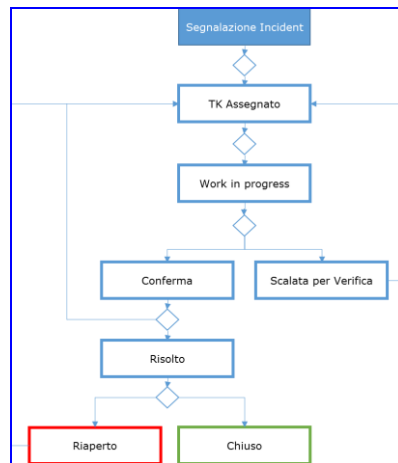 Segnalazione Incident
TK Assegnato
Work in progress
Conferma
Scalata per Verifica
Risolto
Riaperto
Chiuso